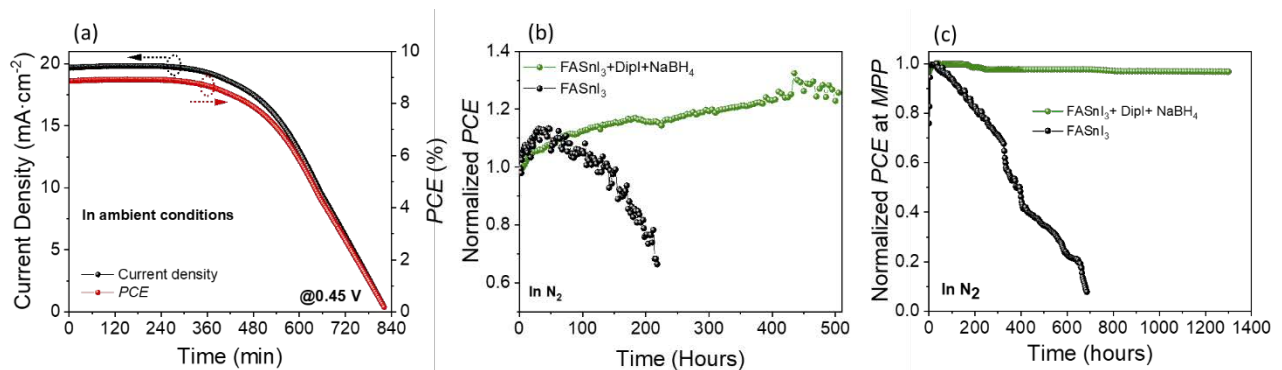 (a)
Current Density (mA·cm-2)
20
15
10
5
0
10
8
6
4
2
0
PCE (%)
In ambient conditions
Current density
PCE
@0.45 V
0 120 240 360 480 600 720 840
Time (min)
(b)
Normalized PCE
1.4
1.2
1.0
0.8
0.6
FASnI3+DipI+NaBH4
FASnI3
In N2
0 100 200 300 400 500
Time (Hours)
(c)
Normalized PCE at MPP
1.0
0.8
0.6
0.4
0.2
0.0
FASnI3+ DipI+ NaBH4
FASnI3
In N2
0 200 400 600 800 1000 1200 1400
Time (hours)